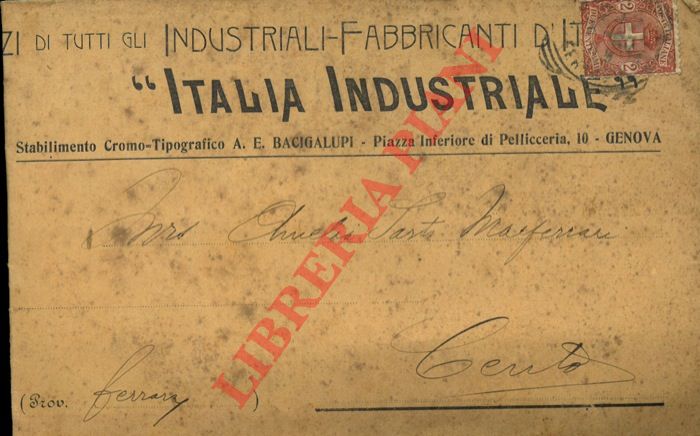 ZI DI TUTTI GLI INDUSTRIALI-FABBRICANTI D'IT
"ITALIA INDUSTRIALE"
Stabilimento Cromo-Tipografico A. E. BACIGALUPI - Piazza Inferiore di Pellicceria, 10 - GENOVA
LIBRERIA PIANI
Cento
(Prov. Ferrara)